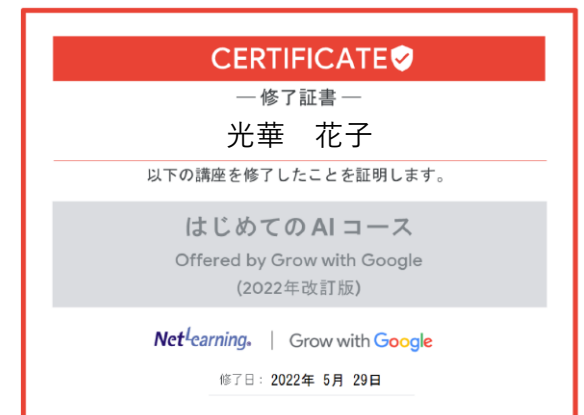 CERTIFICATE
— 修了証書 —
光華　花子
以下の講座を修了したことを証明します。
はじめての AI コース
Offered by Grow with Google
(2022年改訂版)
NetLearning. | Grow with Google
修了日： 2022年 5月 29日